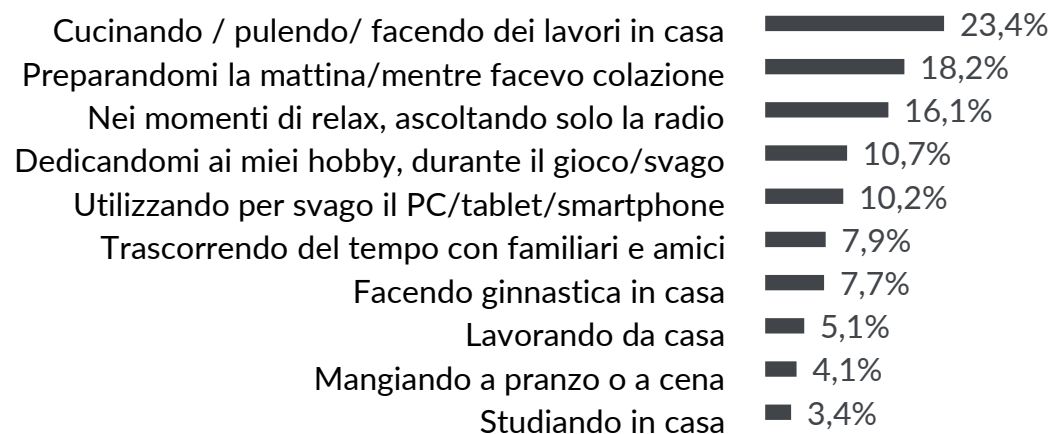 Cucinando / pulendo/ facendo dei lavori in casa 23,4%
Preparandomi la mattina/mentre facevo colazione 18,2%
Nei momenti di relax, ascoltando solo la radio 16,1%
Dedicandomi ai miei hobby, durante il gioco/svago 10,7%
Utilizzando per svago il PC/tablet/smartphone 10,2%
Trascorrendo del tempo con familiari e amici 7,9%
Facendo ginnastica in casa 7,7%
Lavorando da casa 5,1%
Mangiando a pranzo o a cena 4,1%
Studiando in casa 3,4%